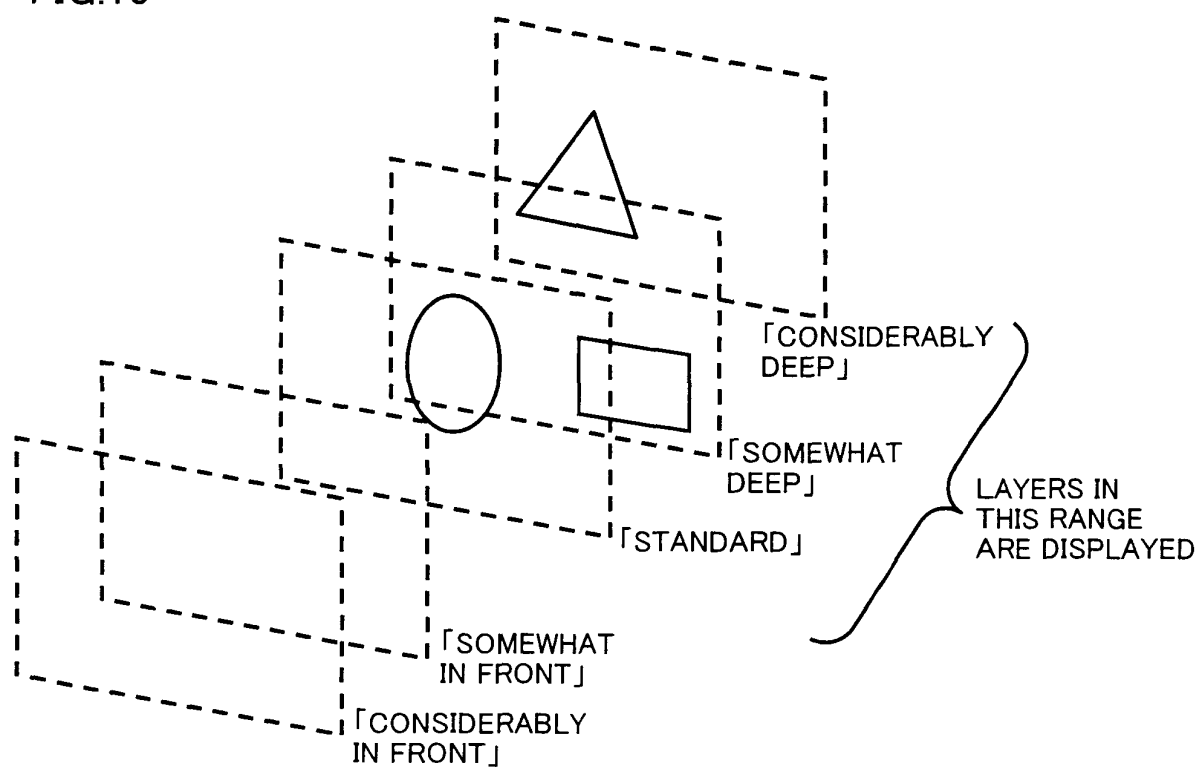 「CONSIDERABLY
DEEP」
「SOMEWHAT
DEEP」
LAYERS IN
THIS RANGE
ARE DISPLAYED
「STANDARD」
「SOMEWHAT
IN FRONT」
「CONSIDERABLY
IN FRONT」